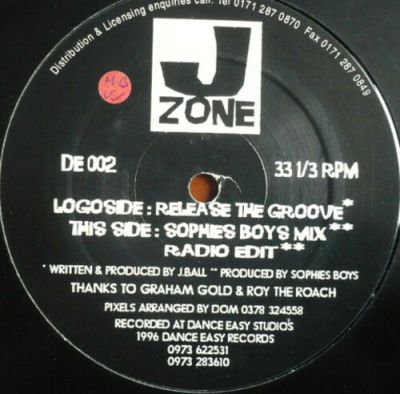 Distribution & Licensing enquiries call. Tel 0171 287 0870 Fax 0171 287 0849
J
ZONE
DE 002
33 1/3 RPM
LOGOSIDE : RELEASE THE GROOVE*
THIS SIDE : SOPHIES BOYS MIX**
RADIO EDIT**
* WRITTEN & PRODUCED BY J.BALL ** PRODUCED BY SOPHIES BOYS
THANKS TO GRAHAM GOLD & ROY THE ROACH
PIXELS ARRANGED BY DOM 0378 324558
RECORDED AT DANCE EASY STUDIO'S
1996 DANCE EASY RECORDS
0973 622531
0973 283610